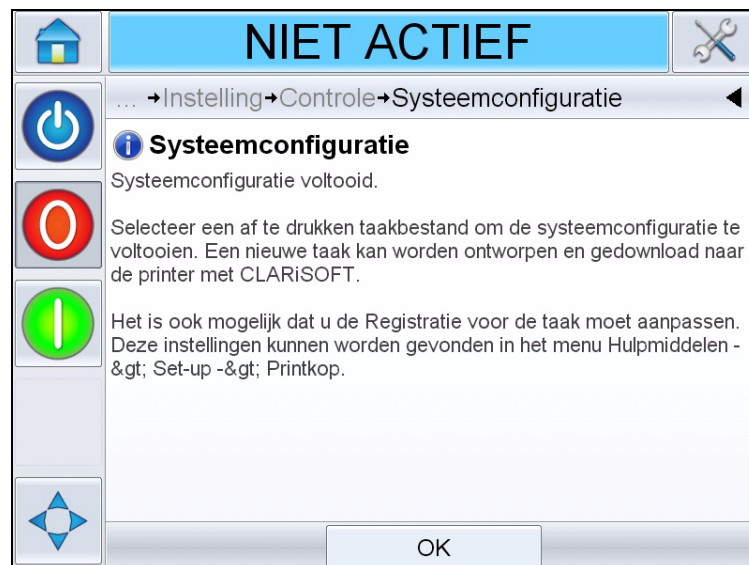 NIET ACTIEF
... →Instelling→Controle→Systeemconfiguratie
Systeemconfiguratie
Systeemconfiguratie voltooid.
Selecteer een af te drukken taakbestand om de systeemconfiguratie te
voltooien. Een nieuwe taak kan worden ontworpen en gedownload naar
de printer met CLARiSOFT.
Het is ook mogelijk dat u de Registratie voor de taak moet aanpassen.
Deze instellingen kunnen worden gevonden in het menu Hulpmiddelen -
&gt; Set-up -&gt; Printkop.
OK